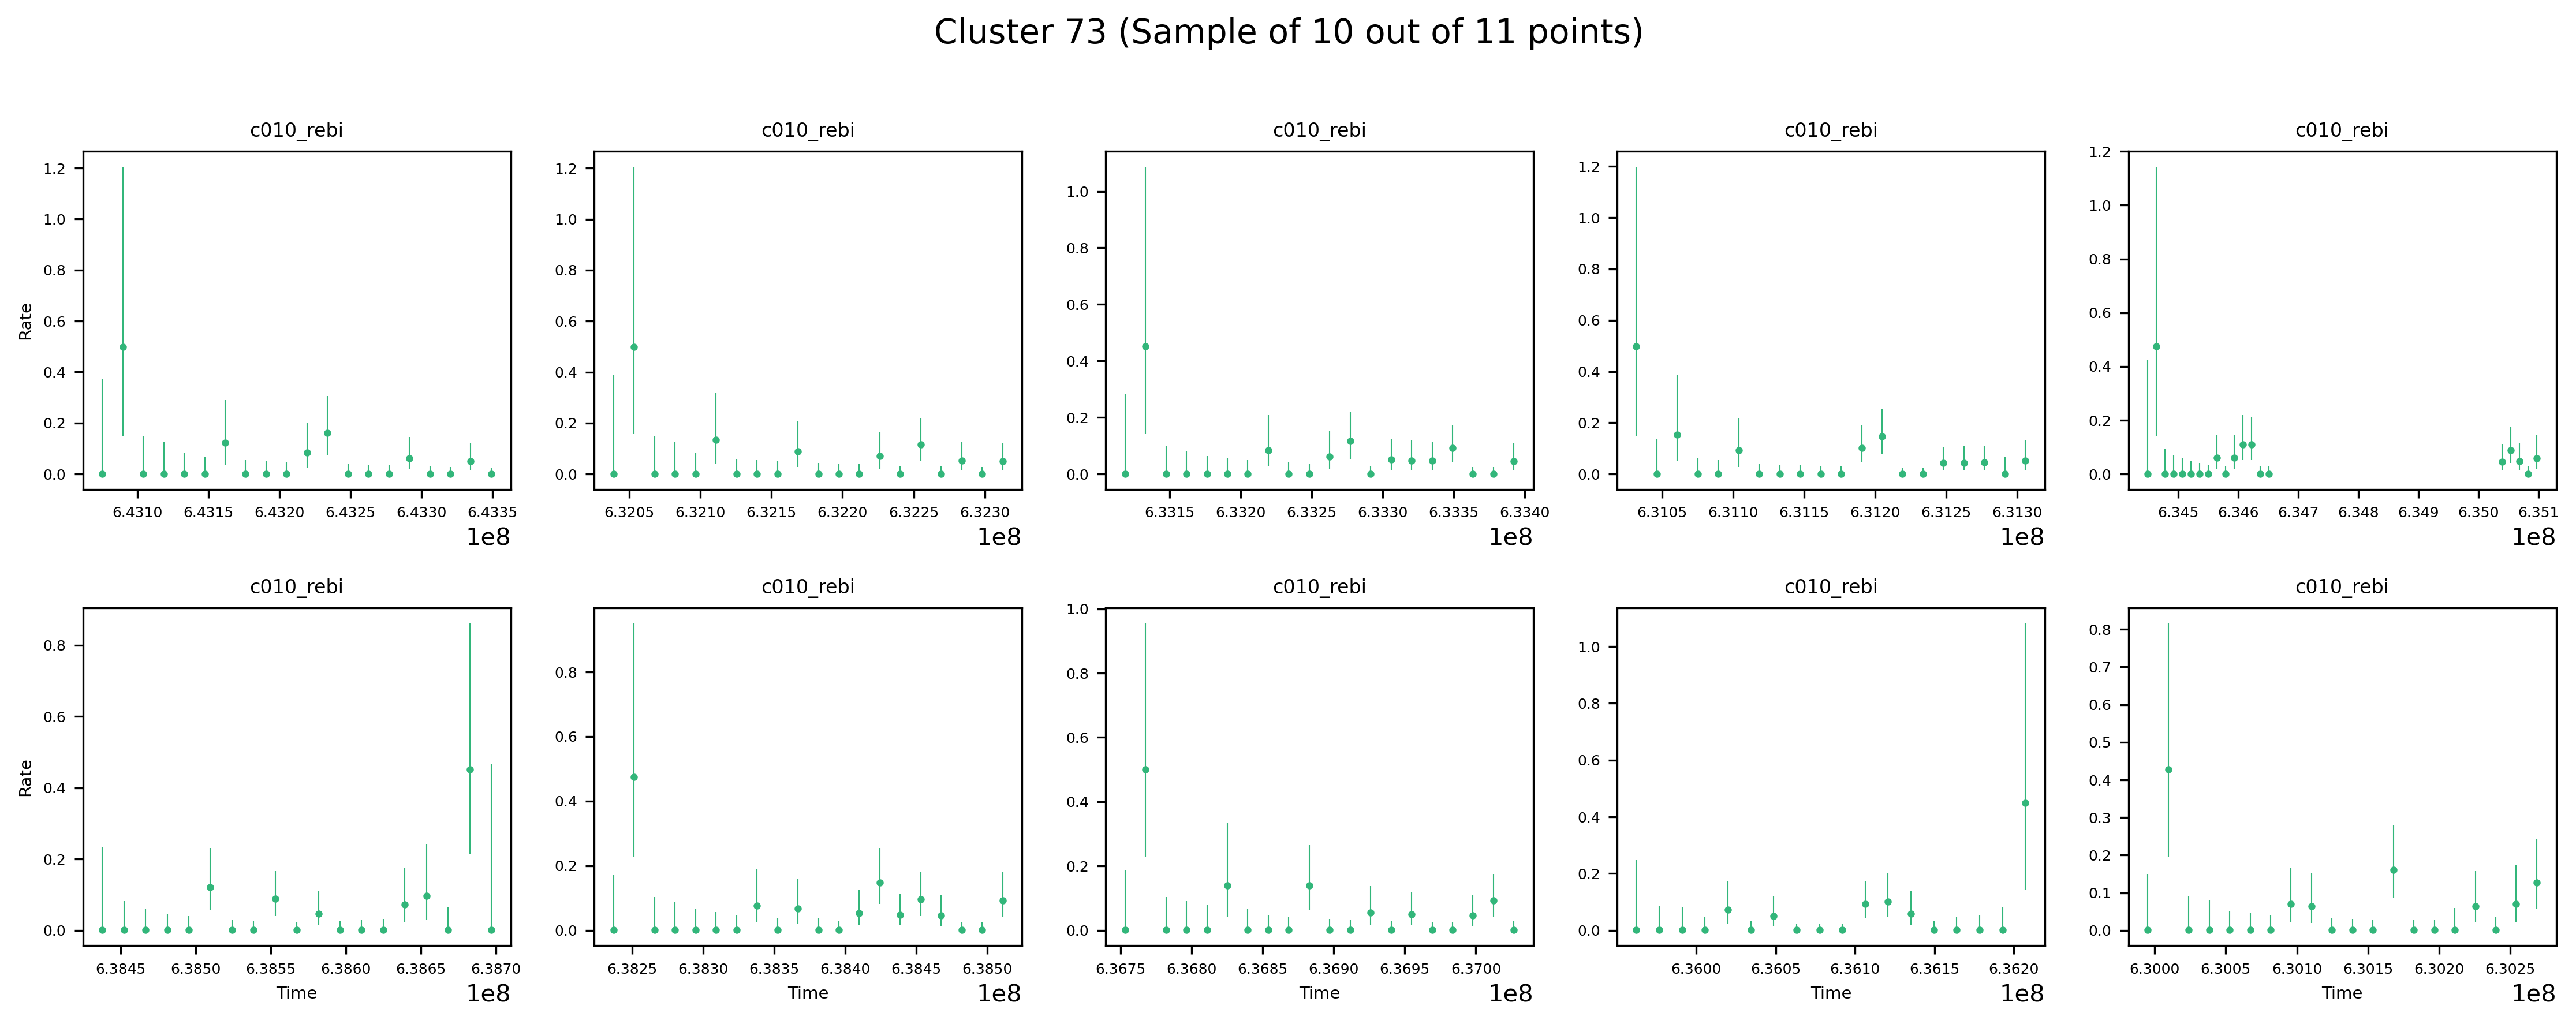 Cluster 73 (Sample of 10 out of 11 points)
c010_rebi c010_rebi c010_rebi c010_rebi c010_rebi
1.2 1.0 0.8 0.6 0.4 0.2 0.0
Rate
6.4310 6.4315 6.4320 6.4325 6.4330 6.4335
1e8
1.2 1.0 0.8 0.6 0.4 0.2 0.0
6.3205 6.3210 6.3215 6.3220 6.3225 6.3230
1e8
1.0 0.8 0.6 0.4 0.2 0.0
6.3315 6.3320 6.3325 6.3330 6.3335 6.3340
1e8
1.2 1.0 0.8 0.6 0.4 0.2 0.0
6.3105 6.3110 6.3115 6.3120 6.3125 6.3130
1e8
1.2 1.0 0.8 0.6 0.4 0.2 0.0
6.345 6.346 6.347 6.348 6.349 6.350 6.351
1e8
c010_rebi c010_rebi c010_rebi c010_rebi c010_rebi
0.8 0.6 0.4 0.2 0.0
Rate
6.3845 6.3850 6.3855 6.3860 6.3865 6.3870
Time
1e8
0.8 0.6 0.4 0.2 0.0
6.3825 6.3830 6.3835 6.3840 6.3845 6.3850
Time
1e8
1.0 0.8 0.6 0.4 0.2 0.0
6.3675 6.3680 6.3685 6.3690 6.3695 6.3700
Time
1e8
1.0 0.8 0.6 0.4 0.2 0.0
6.3600 6.3605 6.3610 6.3615 6.3620
Time
1e8
0.8 0.7 0.6 0.5 0.4 0.3 0.2 0.1 0.0
6.3000 6.3005 6.3010 6.3015 6.3020 6.3025
Time
1e8